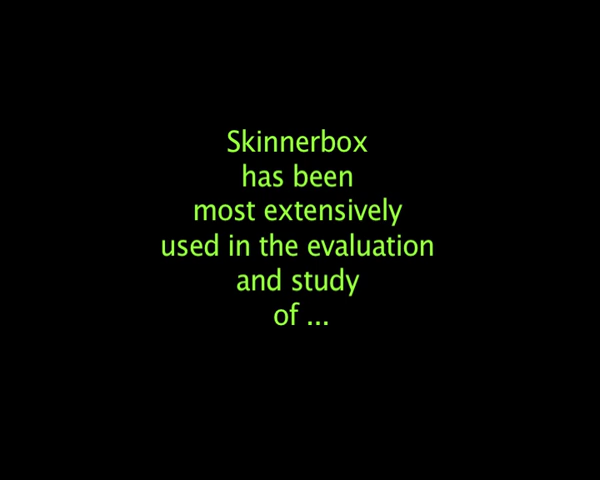 Skinnerbox
has been
most extensively
used in the evaluation
and study
of ...